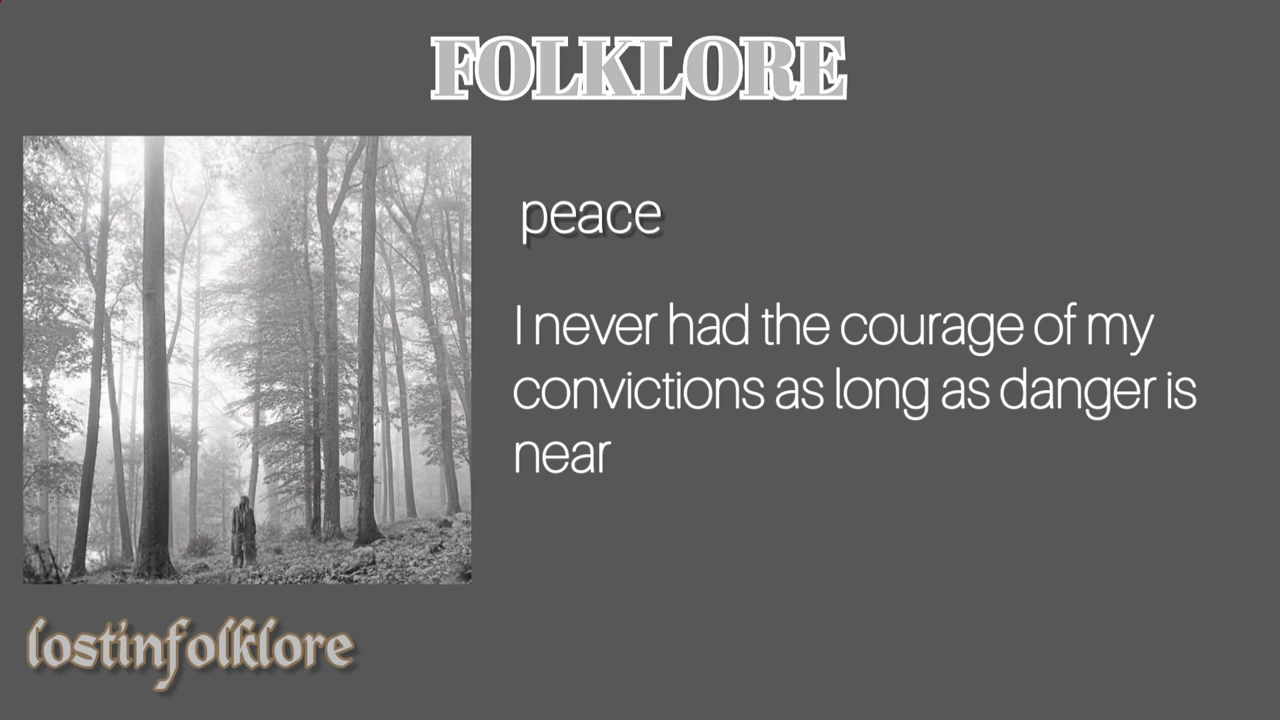 FOLKLORE
peace
I never had the courage of my
convictions as long as danger is
near
lostinfolklore